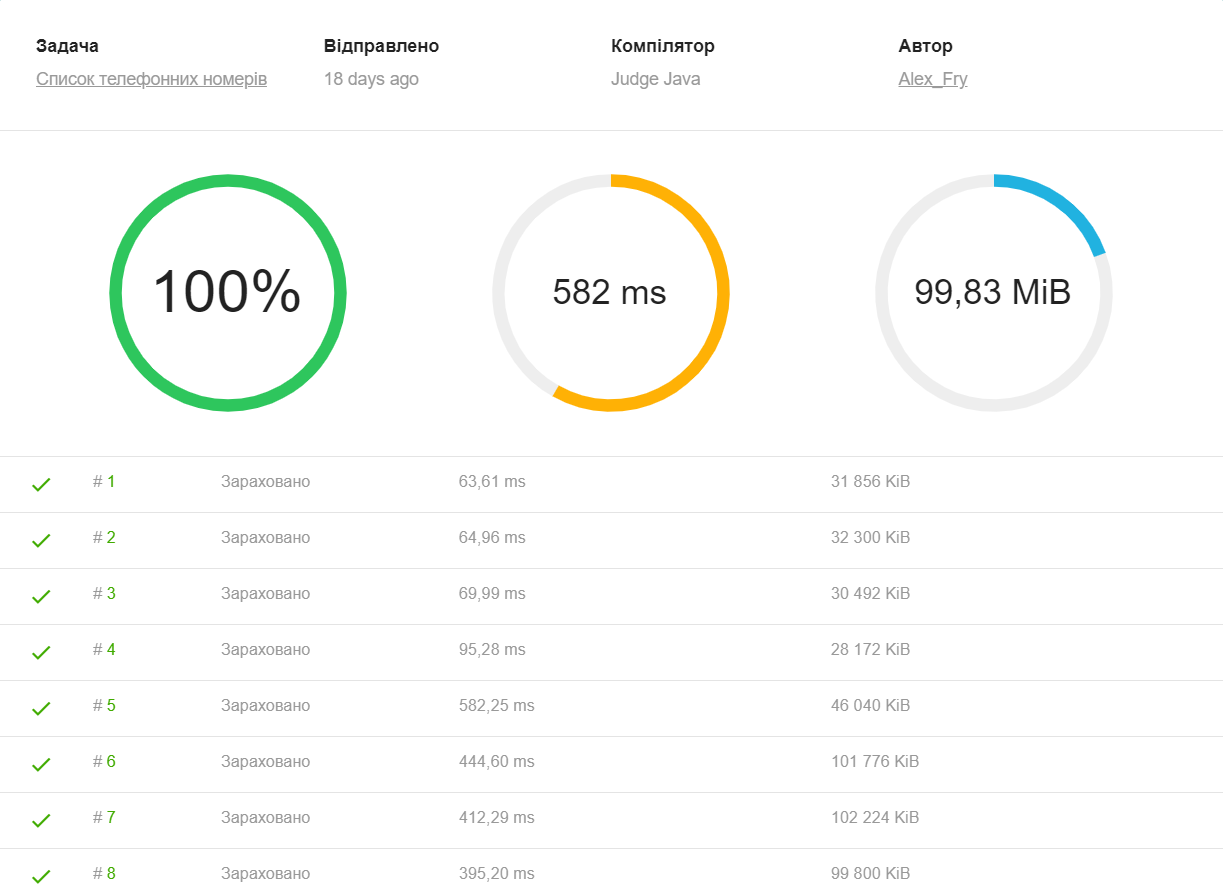 Задача Відправлено Компілятор Автор
Список телефонних номерів 18 days ago Judge Java Alex_Fry
100% 582 ms 99,83 MiB
# 1 Зараховано 63,61 ms 31 856 KiB
# 2 Зараховано 64,96 ms 32 300 KiB
# 3 Зараховано 69,99 ms 30 492 KiB
# 4 Зараховано 95,28 ms 28 172 KiB
# 5 Зараховано 582,25 ms 46 040 KiB
# 6 Зараховано 444,60 ms 101 776 KiB
# 7 Зараховано 412,29 ms 102 224 KiB
# 8 Зараховано 395,20 ms 99 800 KiB